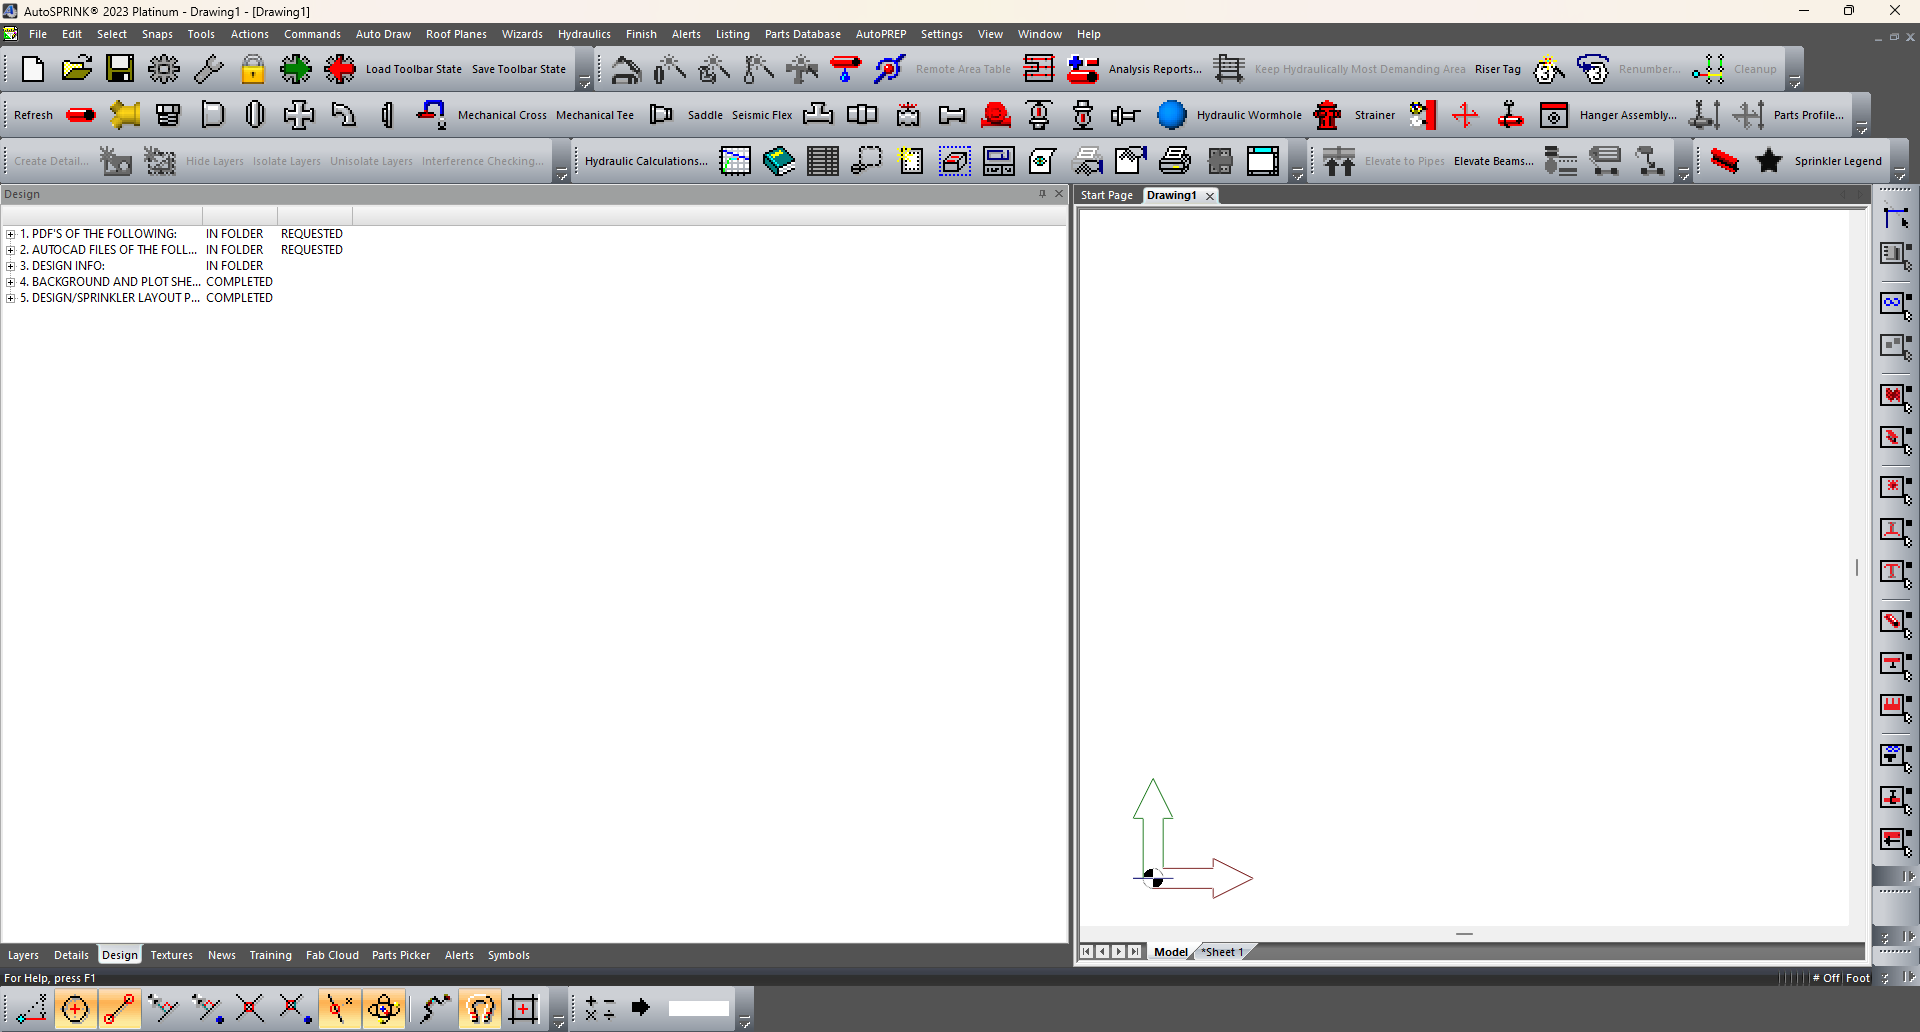 AutoSPRINK® 2023 Platinum - Drawing1 - [Drawing1]
File Edit Select Snaps Tools Actions Commands Auto Draw Roof Planes Wizards Hydraulics Finish Alerts Listing Parts Database AutoPREP Settings View Window Help
Load Toolbar State Save Toolbar State Remote Area Table Analysis Reports... Keep Hydraulically Most Demanding Area Riser Tag Renumber... Cleanup
Refresh Mechanical Cross Mechanical Tee Saddle Seismic Flex Hydraulic Wormhole Strainer Hanger Assembly... Parts Profile...
Create Detail... Hide Layers Isolate Layers Unisolate Layers Interference Checking... Hydraulic Calculations... Elevate to Pipes Elevate Beams... Sprinkler Legend
Design
Start Page Drawing1
1. PDF'S OF THE FOLLOWING: IN FOLDER REQUESTED
2. AUTOCAD FILES OF THE FOLL... IN FOLDER REQUESTED
3. DESIGN INFO: IN FOLDER
4. BACKGROUND AND PLOT SHE... COMPLETED
5. DESIGN/SPRINKLER LAYOUT P... COMPLETED
Model *Sheet 1
Layers Details Design Textures News Training Fab Cloud Parts Picker Alerts Symbols
For Help, press F1
# Off Foot